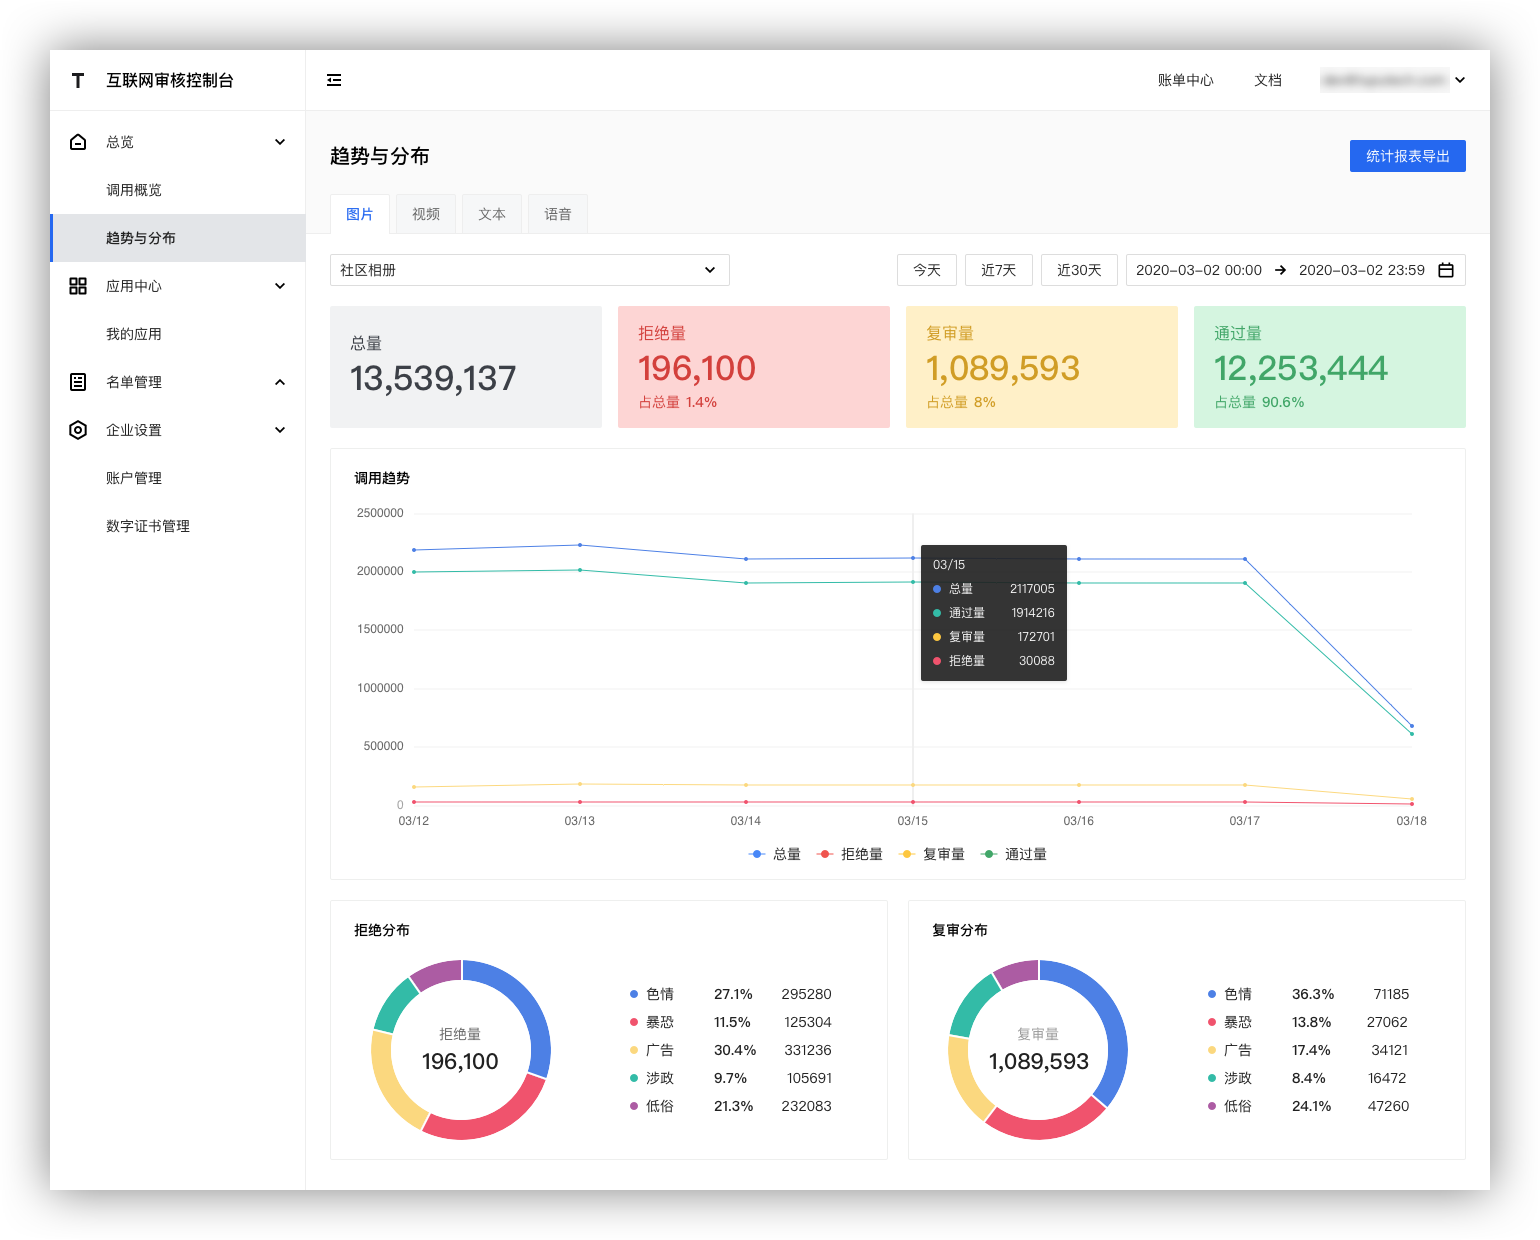 T 互联网审核控制台
账单中心 文档
总览
调用概览
趋势与分布
应用中心
我的应用
名单管理
企业设置
账户管理
数字证书管理
趋势与分布
统计报表导出
图片 视频 文本 语音
社区相册
今天 近7天 近30天 2020-03-02 00:00 → 2020-03-02 23:59
总量
13,539,137
拒绝量
196,100
占总量 1.4%
复审量
1,089,593
占总量 8%
通过量
12,253,444
占总量 90.6%
调用趋势
2500000
2000000
1500000
1000000
500000
0
03/12 03/13 03/14 03/15 03/16 03/17 03/18
03/15
总量 2117005
通过量 1914216
复审量 172701
拒绝量 30088
总量 拒绝量 复审量 通过量
拒绝分布
拒绝量
196,100
色情 27.1% 295280
暴恐 11.5% 125304
广告 30.4% 331236
涉政 9.7% 105691
低俗 21.3% 232083
复审分布
复审量
1,089,593
色情 36.3% 71185
暴恐 13.8% 27062
广告 17.4% 34121
涉政 8.4% 16472
低俗 24.1% 47260